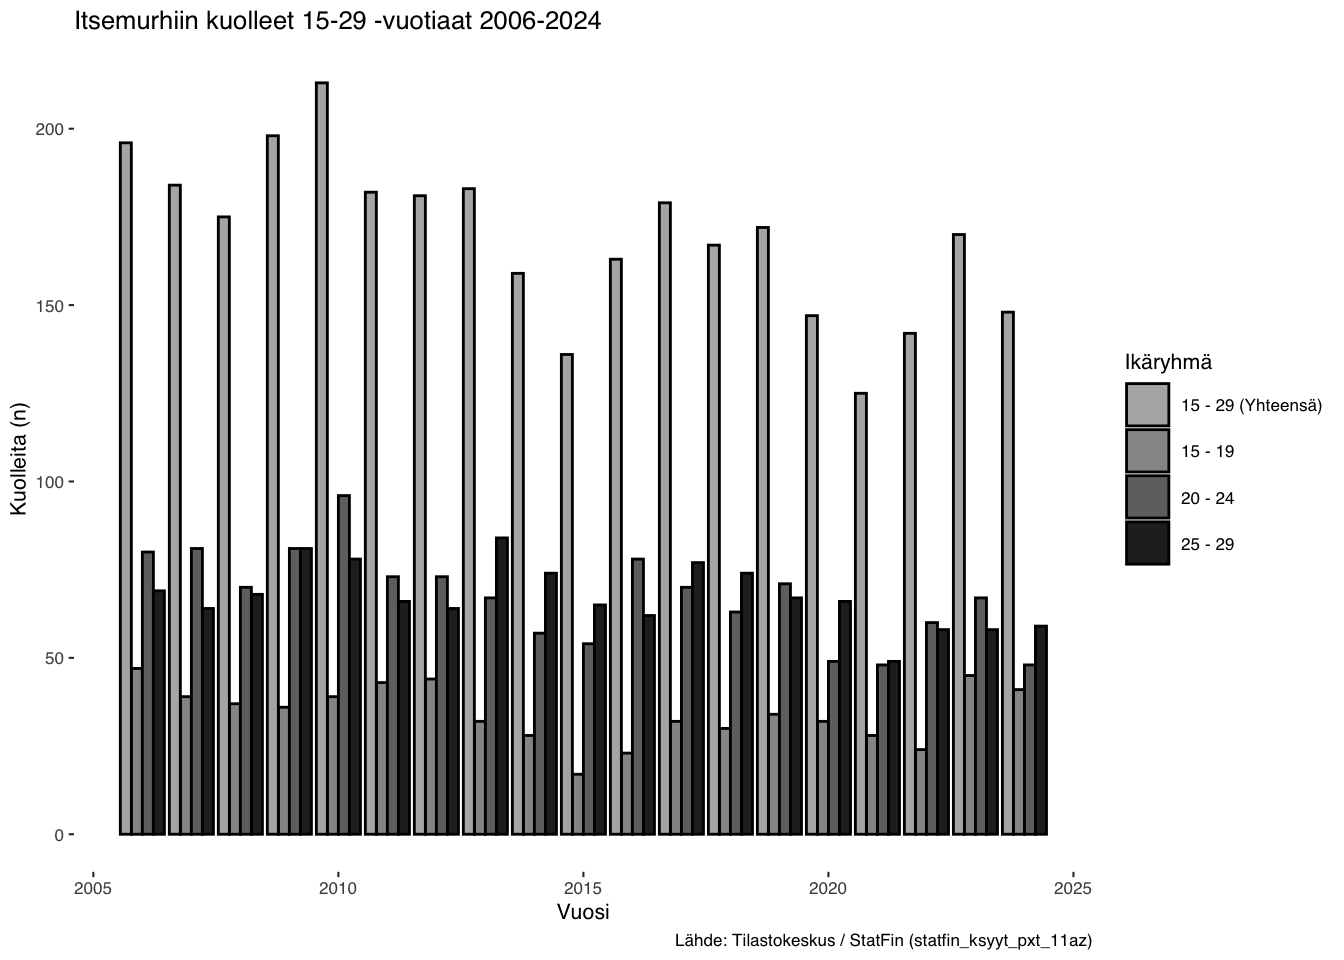 Itsemurhiin kuolleet 15-29 -vuotiaat 2006-2024
Kuolleita (n)
200
150
100
50
0
2005 2010 2015 2020 2025
Vuosi
Ikäryhmä
15 - 29 (Yhteensä)
15 - 19
20 - 24
25 - 29
Lähde: Tilastokeskus / StatFin (statfin_ksyyt_pxt_11az)